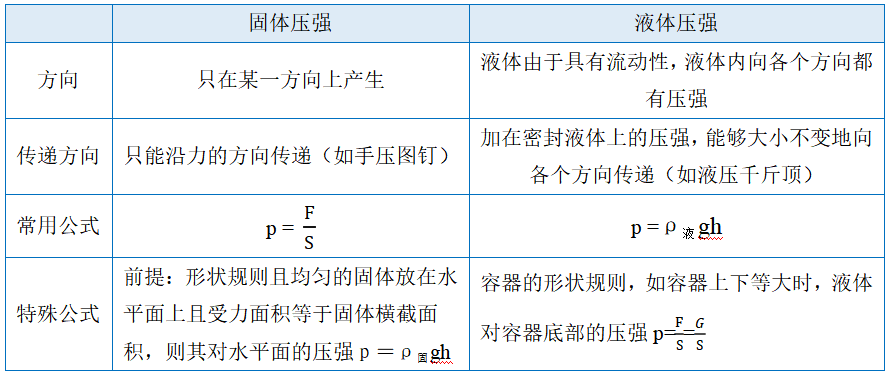 固体压强
液体压强
方向
只在某一方向上产生
液体由于具有流动性，液体内向各个方向都
有压强
传递方向
只能沿力的方向传递（如手压图钉）
加在密封液体上的压强，能够大小不变地向
各个方向传递（如液压千斤顶）
常用公式
p = F/S
p = ρ液gh
特殊公式
前提：形状规则且均匀的固体放在水
平面上且受力面积等于固体横截面
积，则其对水平面的压强 p = ρ固gh
容器的形状规则，如容器上下等大时，液体
对容器底部的压强 p=F/S=G/S